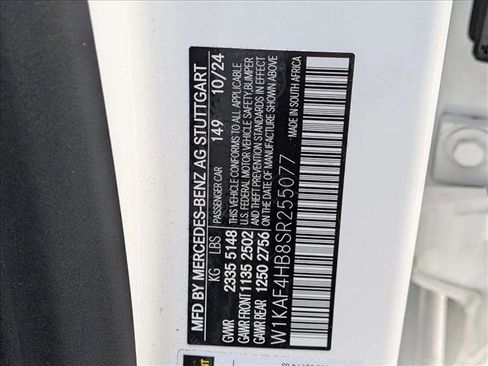 MFD BY MERCEDES-BENZ AG STUTTGART
PASSENGER CAR 149 10/24
KG LBS
GVWR 2335 5148
GAWR FRONT 1135 2502
GAWR REAR 1250 2756
THIS VEHICLE CONFORMS TO ALL APPLICABLE
U.S. FEDERAL MOTOR VEHICLE SAFETY, BUMPER
AND THEFT PREVENTION STANDARDS IN EFFECT
ON THE DATE OF MANUFACTURE SHOWN ABOVE
W1KAF4HB8SR255077
MADE IN SOUTH AFRICA